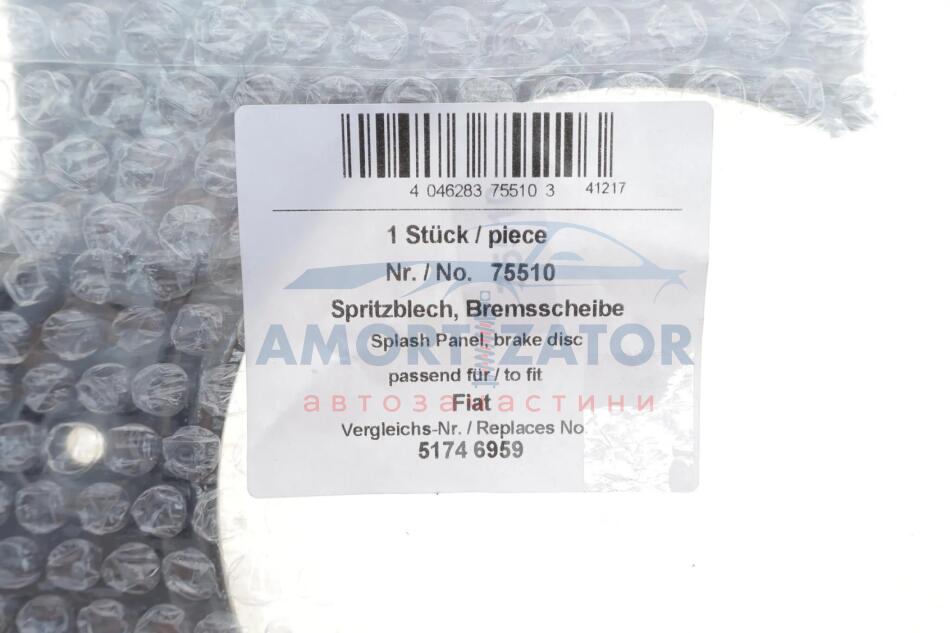 4 046283 75510 3 41217
1 Stück / piece
Nr. / No. 75510
Spritzblech, Bremsscheibe
AMORTIZATOR
Splash Panel, brake disc
passend für / to fit
автозапчастини
Fiat
Vergleichs-Nr. / Replaces No
5174 6959